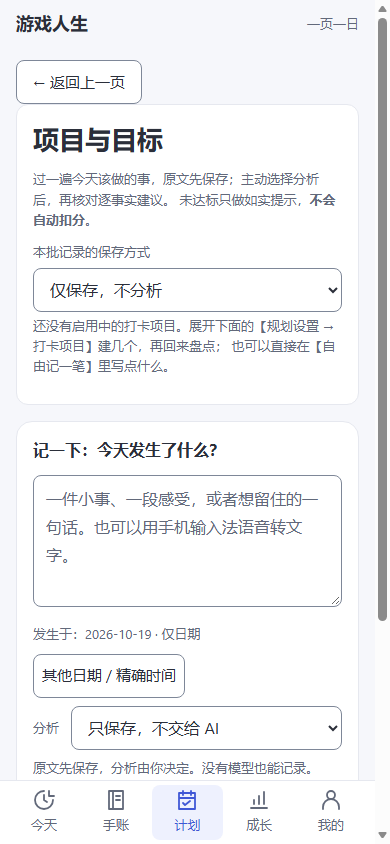 游戏人生
一页一日
← 返回上一页
项目与目标
过一遍今天该做的事，原文先保存；主动选择分析
后，再核对逐事实建议。 未达标只做如实提示，不会
自动扣分。
本批记录的保存方式
仅保存，不分析
还没有启用中的打卡项目。展开下面的【规划设置 →
打卡项目】建几个，再回来盘点； 也可以直接在【自
由记一笔】里写点什么。
记一下：今天发生了什么？
一件小事、一段感受，或者想留住的一
句话。也可以用手机输入法语音转文
字。
发生于：2026-10-19 · 仅日期
其他日期 / 精确时间
分析
只保存，不交给 AI
原文先保存，分析由你决定。没有模型也能记录。
今天
手账
计划
成长
我的